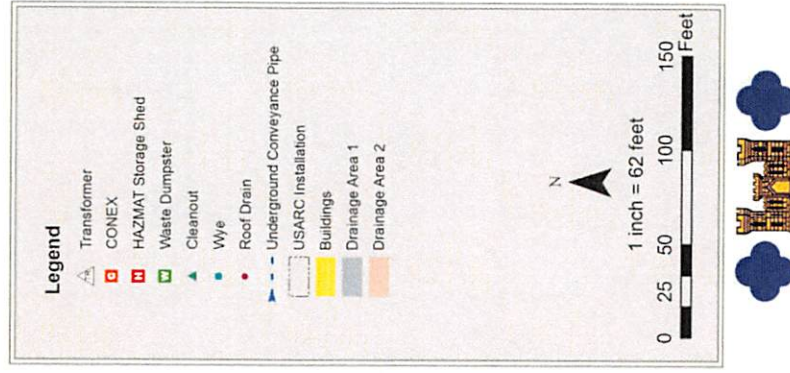 Legend
Transformer
C CONEX
H HAZMAT Storage Shed
W Waste Dumpster
Cleanout
Wye
Roof Drain
Underground Conveyance Pipe
USARC Installation
Buildings
Drainage Area 1
Drainage Area 2
N
1 inch = 62 feet
0 25 50 100 150
Feet